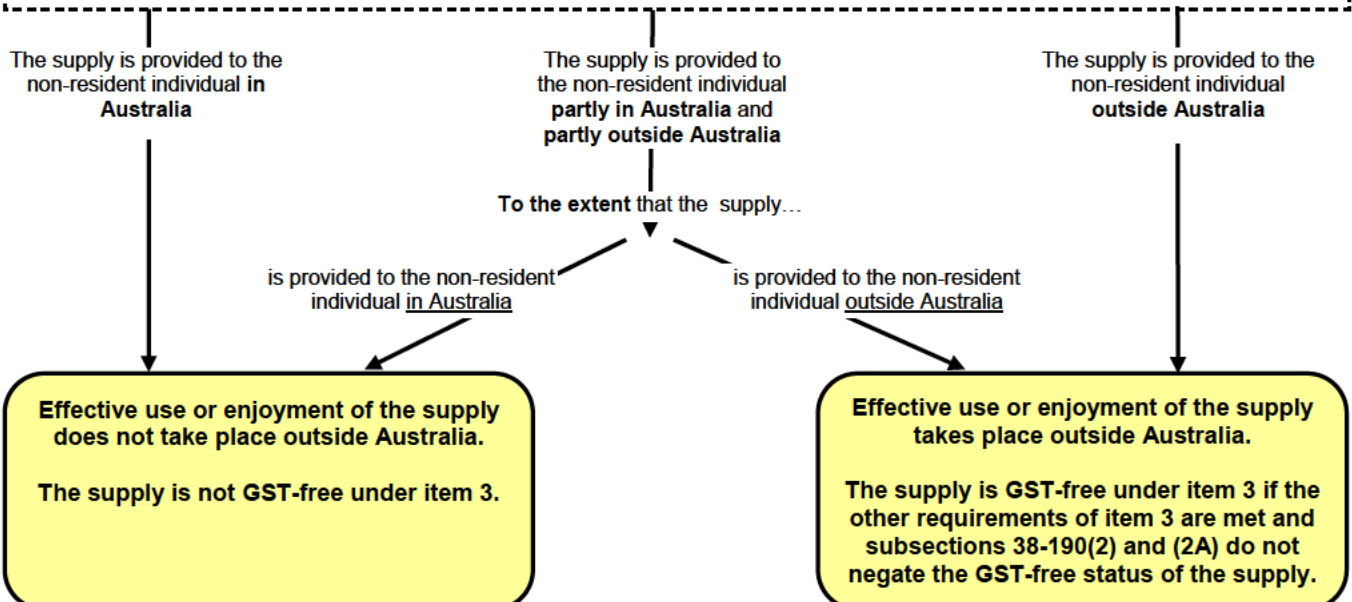 The supply is provided to the
non-resident individual in
Australia
The supply is provided to
the non-resident individual
partly in Australia and
partly outside Australia
The supply is provided to the
non-resident individual
outside Australia
To the extent that the supply…
is provided to the non-resident
individual in Australia
is provided to the non-resident
individual outside Australia
Effective use or enjoyment of the supply
does not take place outside Australia.
The supply is not GST-free under item 3.
Effective use or enjoyment of the supply
takes place outside Australia.
The supply is GST-free under item 3 if the
other requirements of item 3 are met and
subsections 38-190(2) and (2A) do not
negate the GST-free status of the supply.